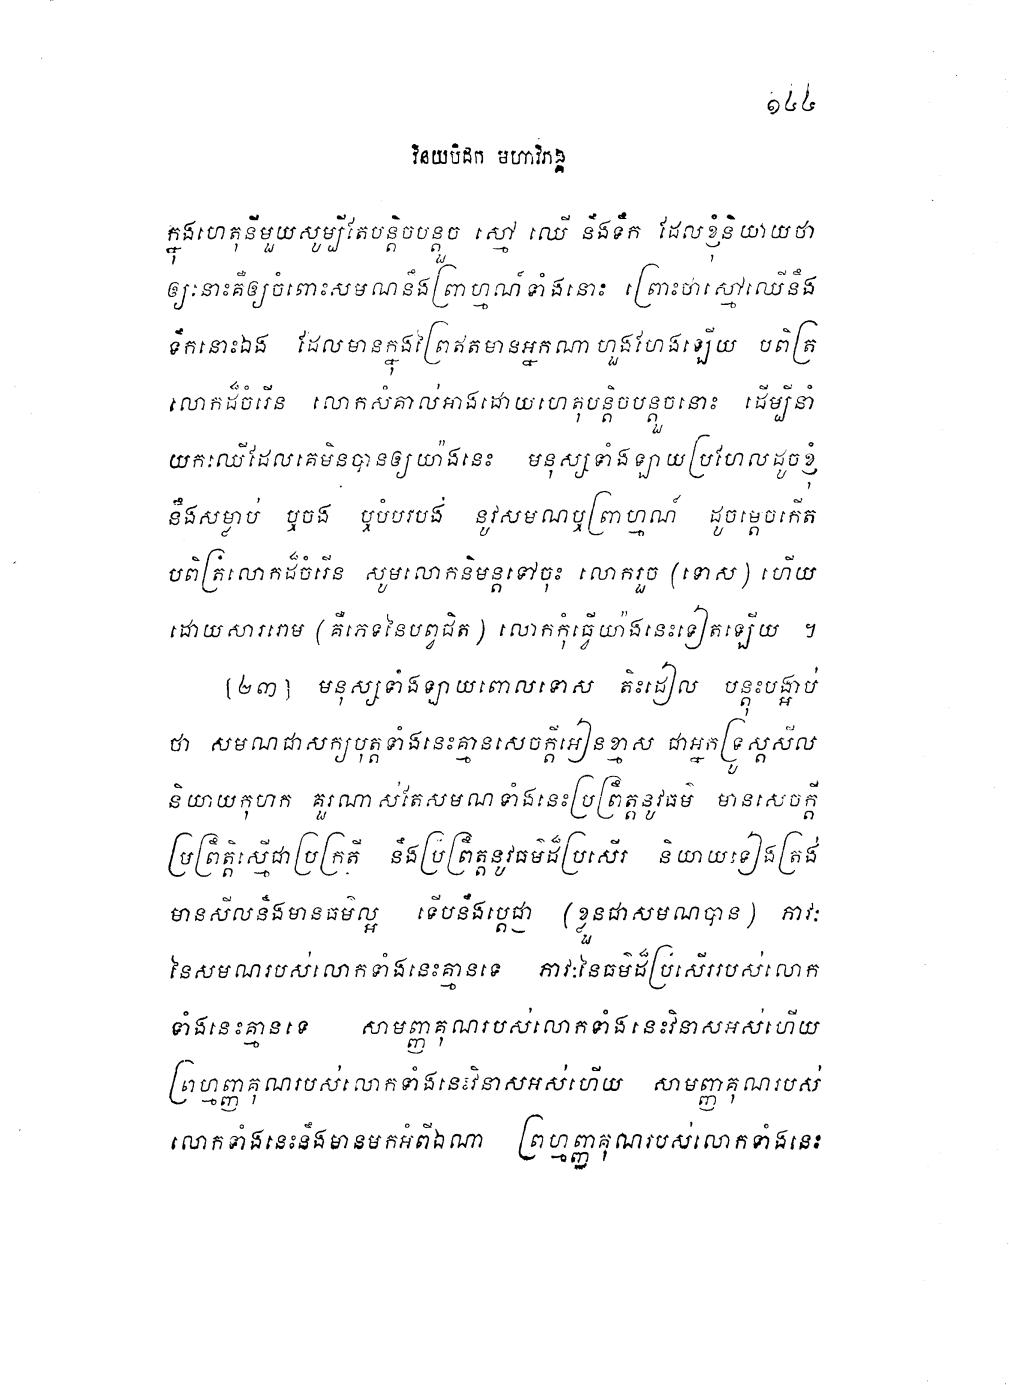 ១៤៤
វិនយបិដក មហាវិភង្គ
ក្នុងហេតុនីមួយសូម្បីតែបន្តិចបន្តួច ស្មៅ ឈើ នឹងទឹក ដែលខ្ញុំនិយាយថា
ឲ្យនោះគឺឲ្យចំពោះសមណនឹងព្រាហ្មណ៍ទាំងនោះ ព្រោះថាស្មៅឈើនឹង
ទឹកនោះឯង ដែលមានក្នុងព្រៃឥតមានអ្នកណាហួងហែងឡើយ បពិត្រ
លោកដ៏ចំរើន លោកសំគាល់អាងដោយហេតុបន្តិចបន្តួចនោះ ដើម្បីនាំ
យកឈើដែលគេមិនបានឲ្យយ៉ាងនេះ មនុស្សទាំងឡាយប្រហែលដូចខ្ញុំ
នឹងសម្លាប់ ឬចង ឬបំបរបង់ នូវសមណឬព្រាហ្មណ៍ ដូចម្តេចកើត
បពិត្រលោកដ៏ចំរើន សូមលោកនិមន្តទៅចុះ លោករួច (ទោស) ហើយ
ដោយសាររោម (គឺភេទនៃបព្វជិត) លោកកុំធ្វើយ៉ាងនេះទៀតឡើយ ។
[២៣] មនុស្សទាំងឡាយពោលទោស តិះដៀល បន្តុះបង្អាប់
ថា សមណជាសក្យបុត្តទាំងនេះគ្មានសេចក្តីអៀនខ្មាស ជាអ្នកទ្រុស្តសីល
និយាយកុហក គួរណាស់តែសមណទាំងនេះប្រព្រឹត្តនូវធម៌ មានសេចក្តី
ប្រព្រឹត្តិស្មើជាប្រក្រតី នឹងប្រព្រឹត្តនូវធម៌ដ៏ប្រសើរ និយាយទៀងត្រង់
មានសីលនឹងមានធម៌ល្អ ទើបនឹងប្តេជ្ញា (ខ្លួនជាសមណបាន) ភាវៈ
នៃសមណរបស់លោកទាំងនេះគ្មានទេ ភាវៈនៃធម៌ដ៏ប្រសើររបស់លោក
ទាំងនេះគ្មានទេ សាមញ្ញគុណរបស់លោកទាំងនេះវិនាសអស់ហើយ
ព្រហ្មញ្ញគុណរបស់លោកទាំងនេះវិនាសអស់ហើយ សាមញ្ញគុណរបស់
លោកទាំងនេះនឹងមានមកអំពីឯណា ព្រហ្មញ្ញគុណរបស់លោកទាំងនេះ